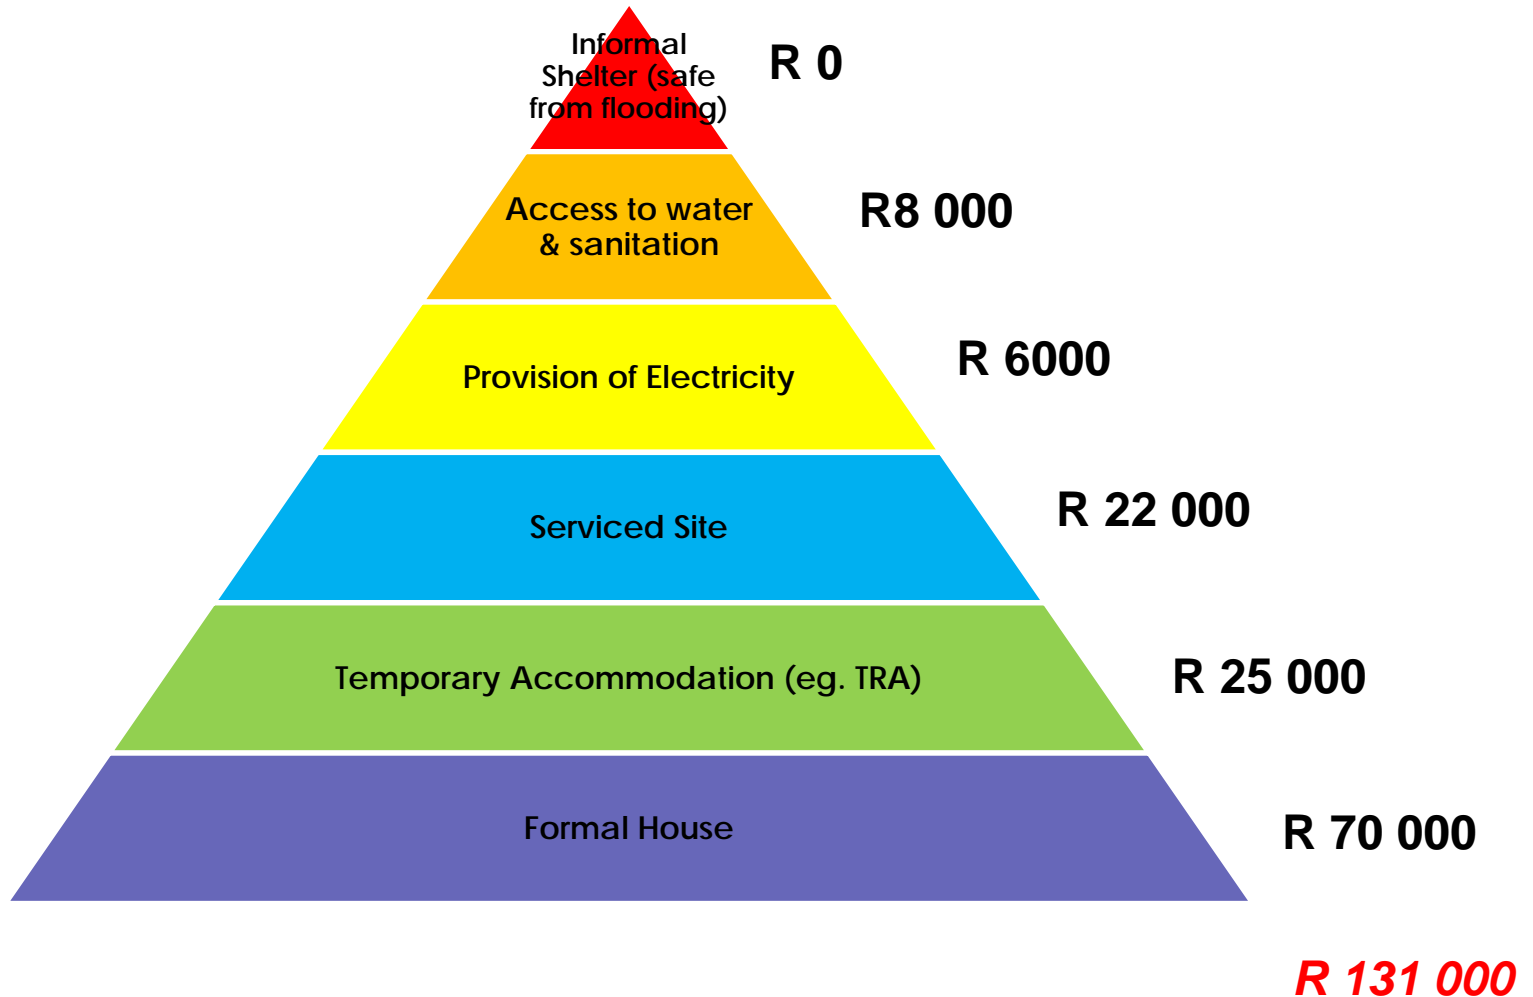 Informal
Shelter (safe
from flooding)
R 0
Access to water
& sanitation
R8 000
Provision of Electricity
R 6000
Serviced Site
R 22 000
Temporary Accommodation (eg. TRA)
R 25 000
Formal House
R 70 000
R 131 000